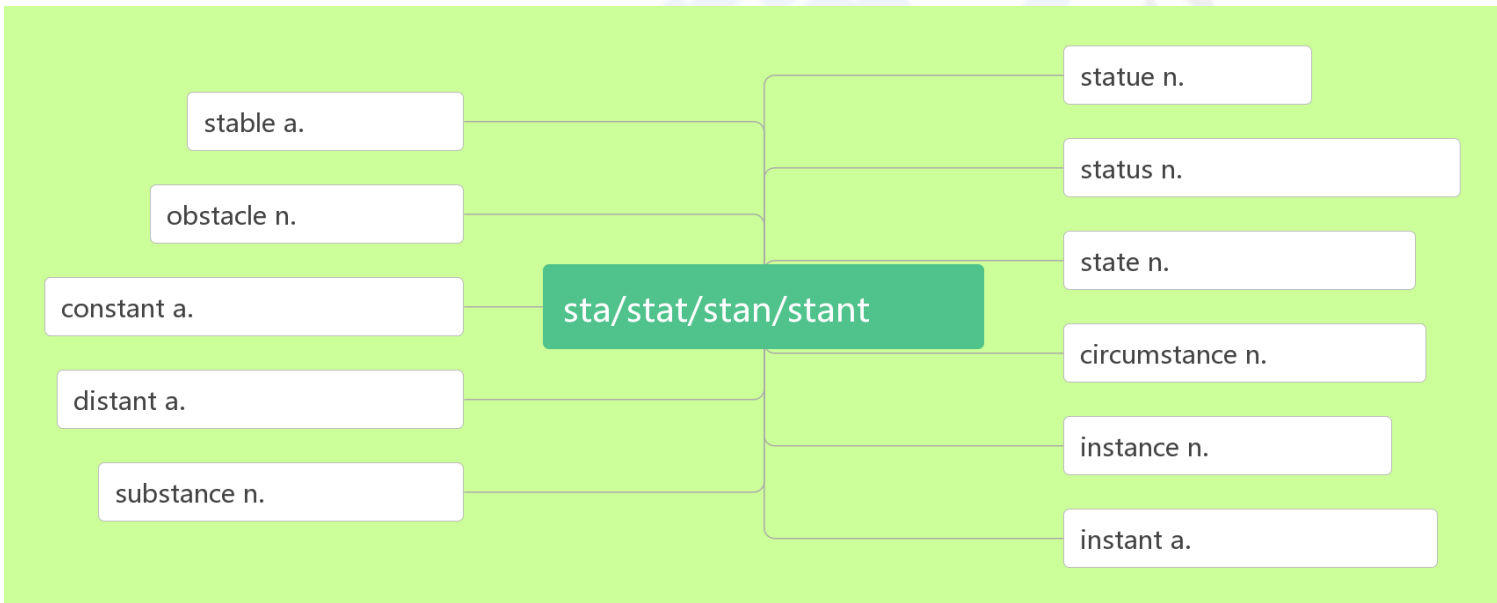 statue n.
stable a.
status n.
obstacle n.
state n.
sta/stat/stan/stant
constant a.
circumstance n.
distant a.
instance n.
substance n.
instant a.